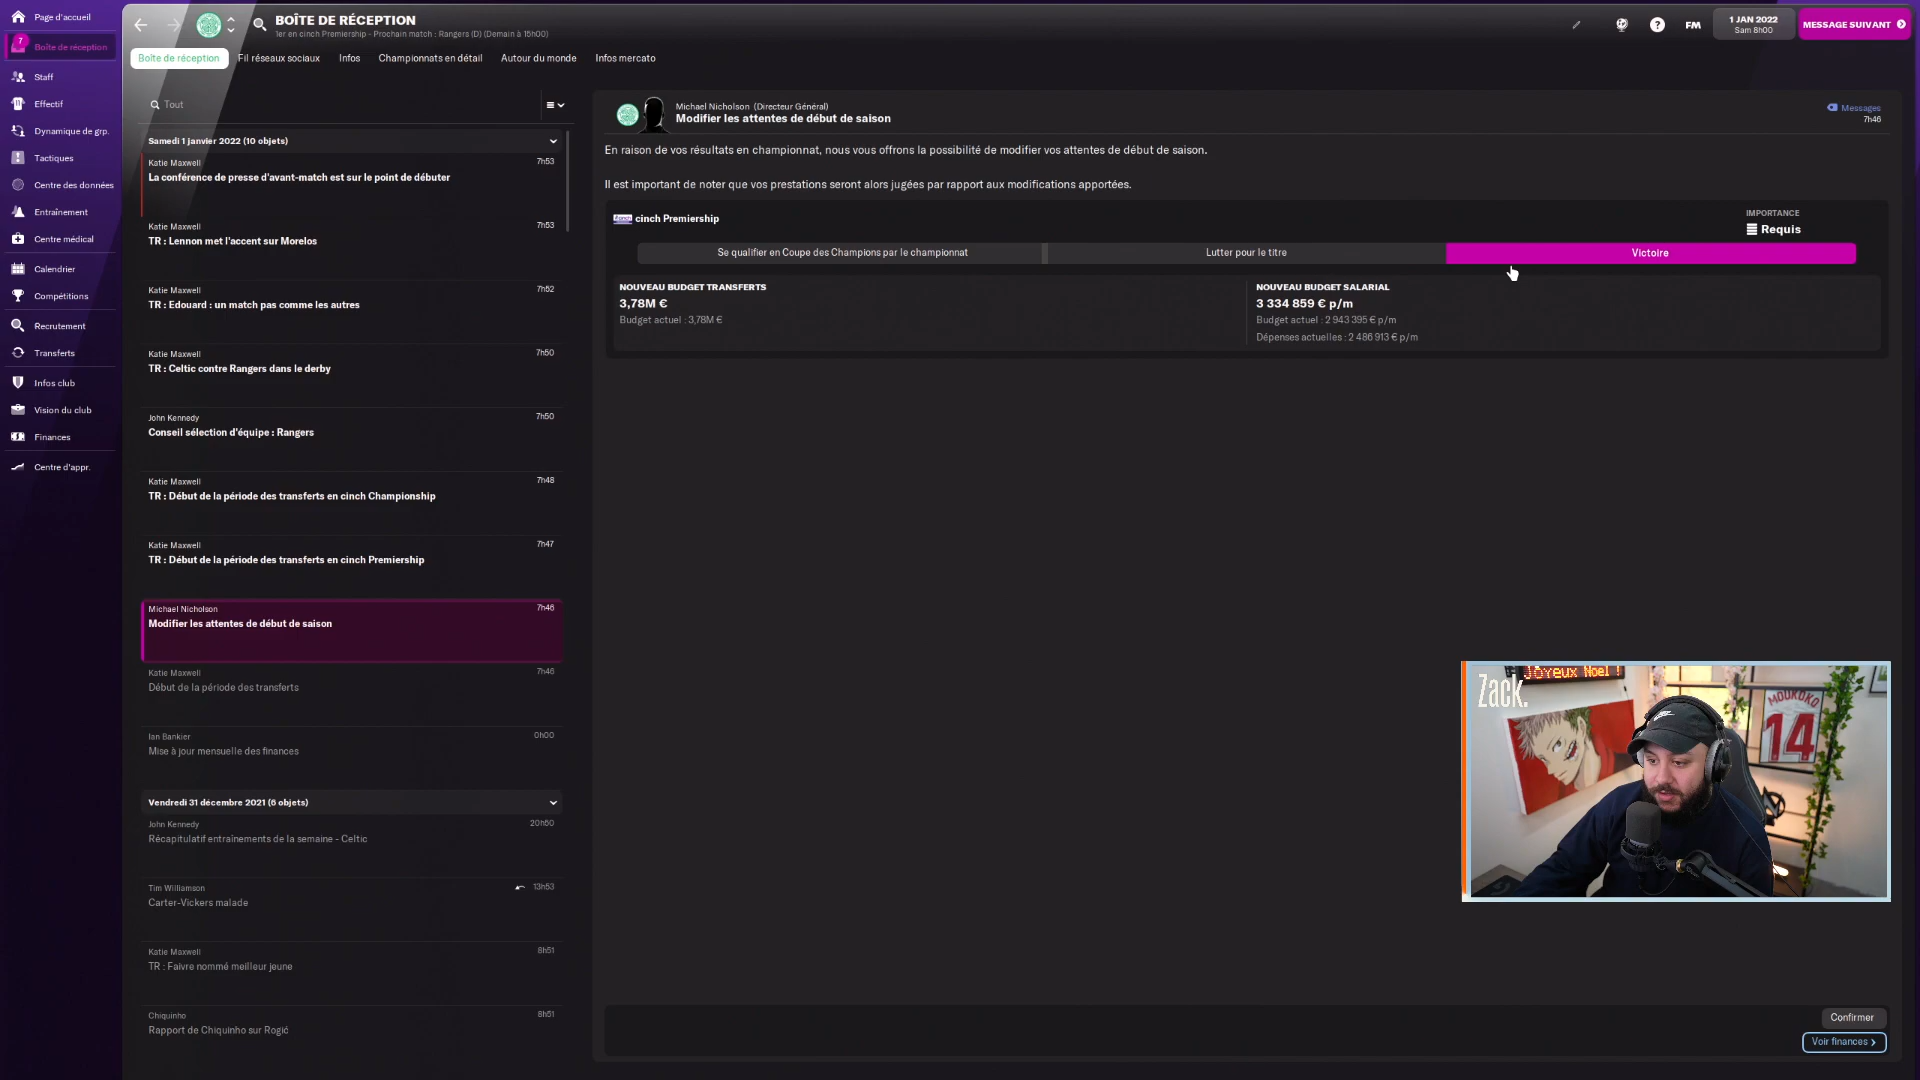 Page d'accueil
7
Boîte de réception
Staff
Effectif
Dynamique de grp.
Tactiques
Centre des données
Entraînement
Centre médical
Calendrier
Compétitions
Recrutement
Transferts
Infos club
Vision du club
Finances
Centre d'appr.
BOÎTE DE RÉCEPTION
1er en cinch Premiership - Prochain match : Rangers (D) (Demain à 15h00)
?
FM
1 JAN 2022
Sam 8h00
MESSAGE SUIVANT
Boîte de réception
Fil réseaux sociaux
Infos
Championnats en détail
Autour du monde
Infos mercato
Tout
Samedi 1 janvier 2022 (10 objets)
Katie Maxwell 7h53
La conférence de presse d'avant-match est sur le point de débuter
Katie Maxwell 7h53
TR : Lennon met l'accent sur Morelos
Katie Maxwell 7h52
TR : Edouard : un match pas comme les autres
Katie Maxwell 7h50
TR : Celtic contre Rangers dans le derby
John Kennedy 7h50
Conseil sélection d'équipe : Rangers
Katie Maxwell 7h48
TR : Début de la période des transferts en cinch Championship
Katie Maxwell 7h47
TR : Début de la période des transferts en cinch Premiership
Michael Nicholson 7h46
Modifier les attentes de début de saison
Katie Maxwell 7h46
Début de la période des transferts
Ian Bankier 0h00
Mise à jour mensuelle des finances
Vendredi 31 décembre 2021 (6 objets)
John Kennedy 20h50
Récapitulatif entraînements de la semaine - Celtic
Tim Williamson 13h53
Carter-Vickers malade
Katie Maxwell 8h51
TR : Faivre nommé meilleur jeune
Chiquinho 8h51
Rapport de Chiquinho sur Rogić
Michael Nicholson (Directeur Général)
Modifier les attentes de début de saison
Messages
7h46
En raison de vos résultats en championnat, nous vous offrons la possibilité de modifier vos attentes de début de saison.
Il est important de noter que vos prestations seront alors jugées par rapport aux modifications apportées.
cinch Premiership
IMPORTANCE
Requis
Se qualifier en Coupe des Champions par le championnat
Lutter pour le titre
Victoire
NOUVEAU BUDGET TRANSFERTS
3,78M €
Budget actuel : 3,78M €
NOUVEAU BUDGET SALARIAL
3 334 859 € p/m
Budget actuel : 2 943 395 € p/m
Dépenses actuelles : 2 486 913 € p/m
Zack.
Joyeux Noel !
MOUKOKO
14
Confirmer
Voir finances